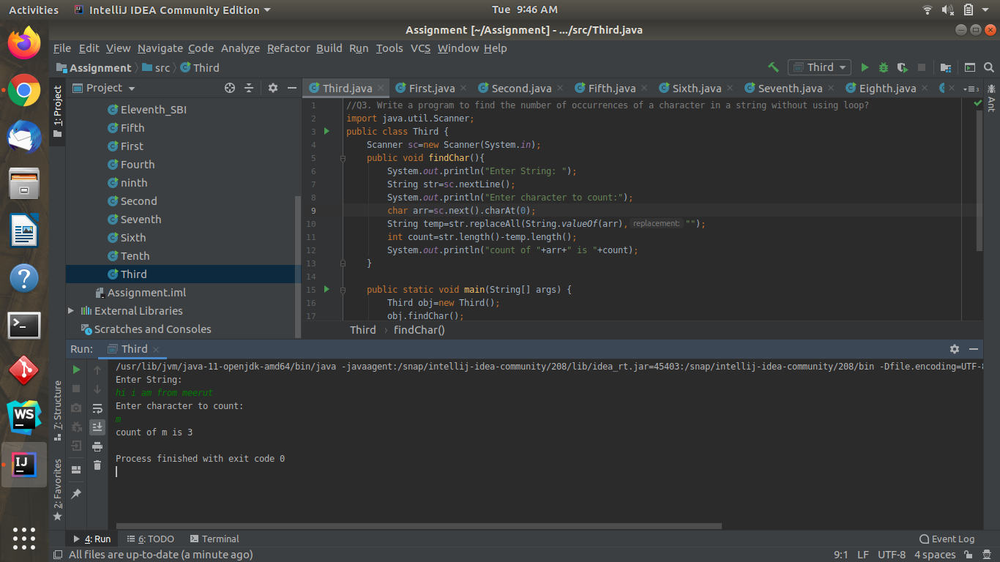 Activities IntelliJ IDEA Community Edition Tue 9:46 AM
Assignment [~/Assignment] - .../src/Third.java
File Edit View Navigate Code Analyze Refactor Build Run Tools VCS Window Help
Assignment src Third Third
1: Project
Project
Third.java First.java Second.java Fifth.java Sixth.java Seventh.java Eighth.java
3
Ant
Eleventh_SBI
Fifth
First
Fourth
ninth
Second
Seventh
Sixth
Tenth
Third
Assignment.iml
External Libraries
Scratches and Consoles
1 //Q3. Write a program to find the number of occurrences of a character in a string without using loop?
2 import java.util.Scanner;
3 public class Third {
4 Scanner sc=new Scanner(System.in);
5 public void findChar(){
6 System.out.println("Enter String: ");
7 String str=sc.nextLine();
8 System.out.println("Enter character to count:");
9 char arr=sc.next().charAt(0);
10 String temp=str.replaceAll(String.valueOf(arr), replacement: "");
11 int count=str.length()-temp.length();
12 System.out.println("count of "+arr+" is "+count);
13 }
14
15 public static void main(String[] args) {
16 Third obj=new Third();
17 obj.findChar();
Third › findChar()
Run: Third
/usr/lib/jvm/java-11-openjdk-amd64/bin/java -javaagent:/snap/intellij-idea-community/208/lib/idea_rt.jar=45403:/snap/intellij-idea-community/208/bin -Dfile.encoding=UTF-8
Enter String:
hi i am from meerut
Enter character to count:
m
count of m is 3
Process finished with exit code 0
7: Structure
2: Favorites
WS
IJ
4: Run 6: TODO Terminal Event Log
All files are up-to-date (a minute ago) 9:1 LF UTF-8 4 spaces